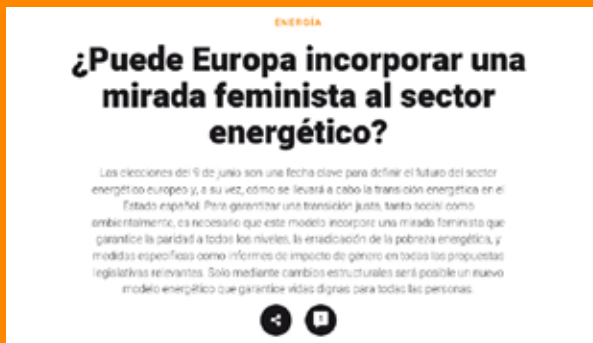 ENERGÍA
¿Puede Europa incorporar una
mirada feminista al sector
energético?
Las elecciones del 9 de junio son una fecha clave para definir el futuro del sector
energético europeo y, a su vez, cómo se llevará a cabo la transición energética en el
Estado español. Para garantizar una transición justa, tanto social como
ambientalmente, es necesario que este modelo incorpore una mirada feminista que
garantice la paridad a todos los niveles, la erradicación de la pobreza energética, y
medidas específicas como informes de impacto de género en todas las propuestas
legislativas relevantes. Solo mediante cambios estructurales será posible un nuevo
modelo energético que garantice vidas dignas para todas las personas.